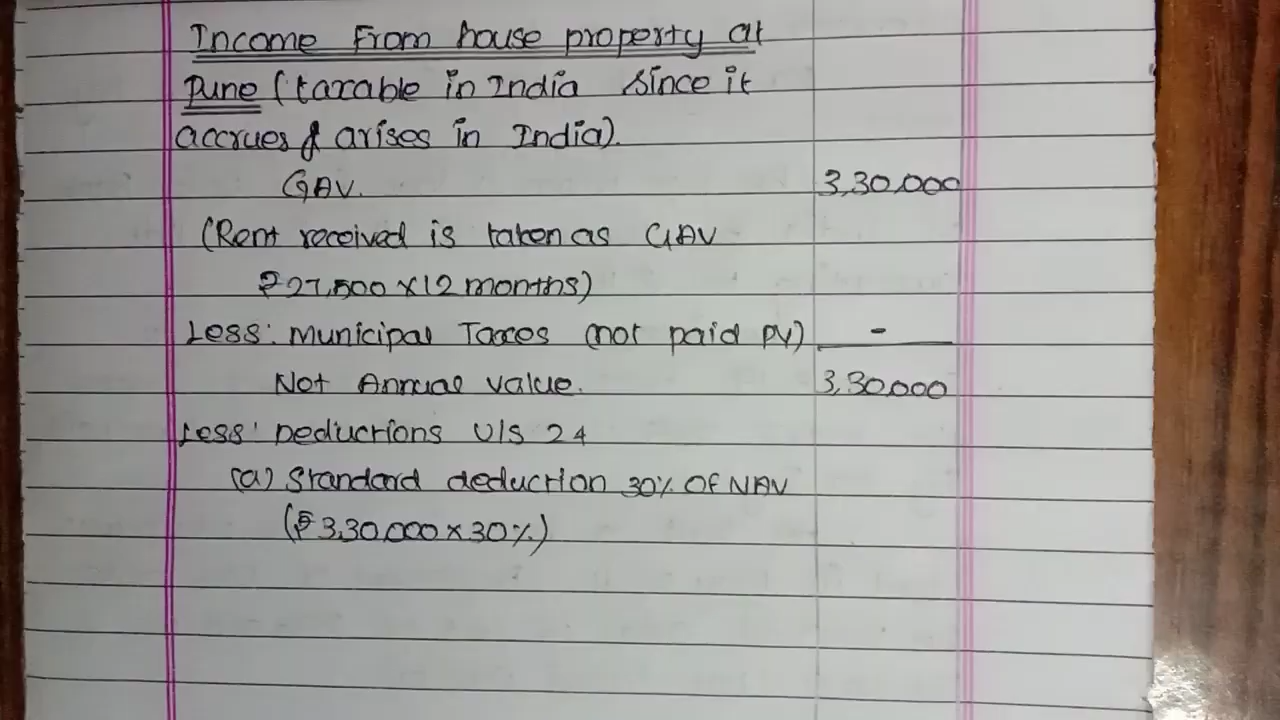 Income From house property at
Pune (taxable in India since it
accrues & arises in India).
GAV. 3,30,000
(Rent received is taken as GAV
₹27,500 x 12 months)
Less: Municipal Taxes (not paid PY) -
Net Annual value. 3,30,000
Less: Deductions U/S 24
(a) Standard deduction 30% OF NAV
(₹3,30,000 x 30%)